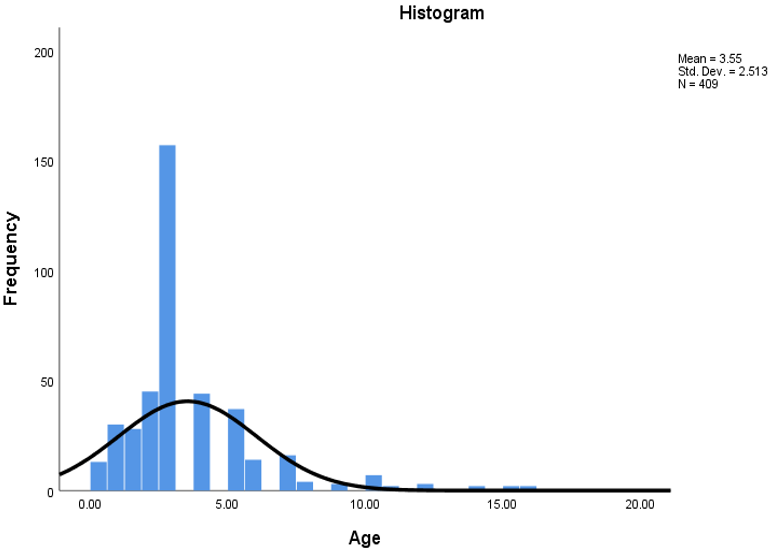 Histogram
Mean = 3.55
Std. Dev. = 2.513
N = 409
Frequency
200
150
100
50
0
0.00 5.00 10.00 15.00 20.00
Age